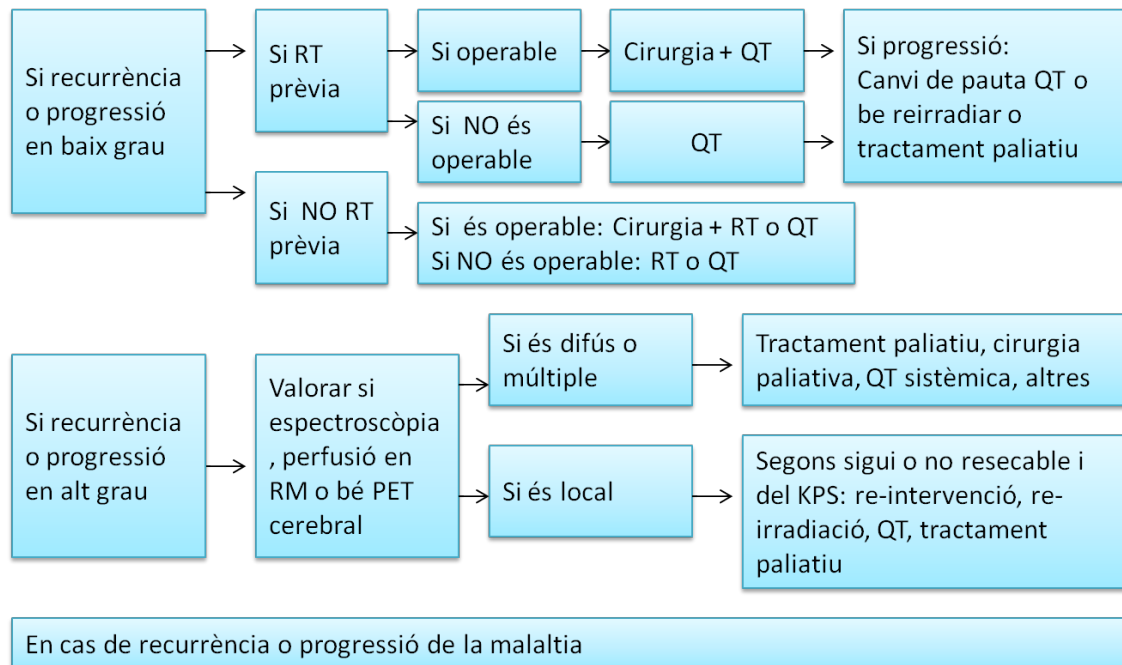 Si recurrència
o progressió
en baix grau
Si RT
prèvia
Si operable
Cirurgia + QT
Si progressió:
Canvi de pauta QT o
be reirradiar o
tractament paliatiu
Si NO és
operable
QT
Si NO RT
prèvia
Si és operable: Cirurgia + RT o QT
Si NO és operable: RT o QT
Si recurrència
o progressió
en alt grau
Valorar si
espectroscòpia
, perfusió en
RM o bé PET
cerebral
Si és difús o
múltiple
Tractament paliatiu, cirurgia
paliativa, QT sistèmica, altres
Si és local
Segons sigui o no resecable i
del KPS: re-intervenció, re-
irradiació, QT, tractament
paliatiu
En cas de recurrència o progressió de la malaltia